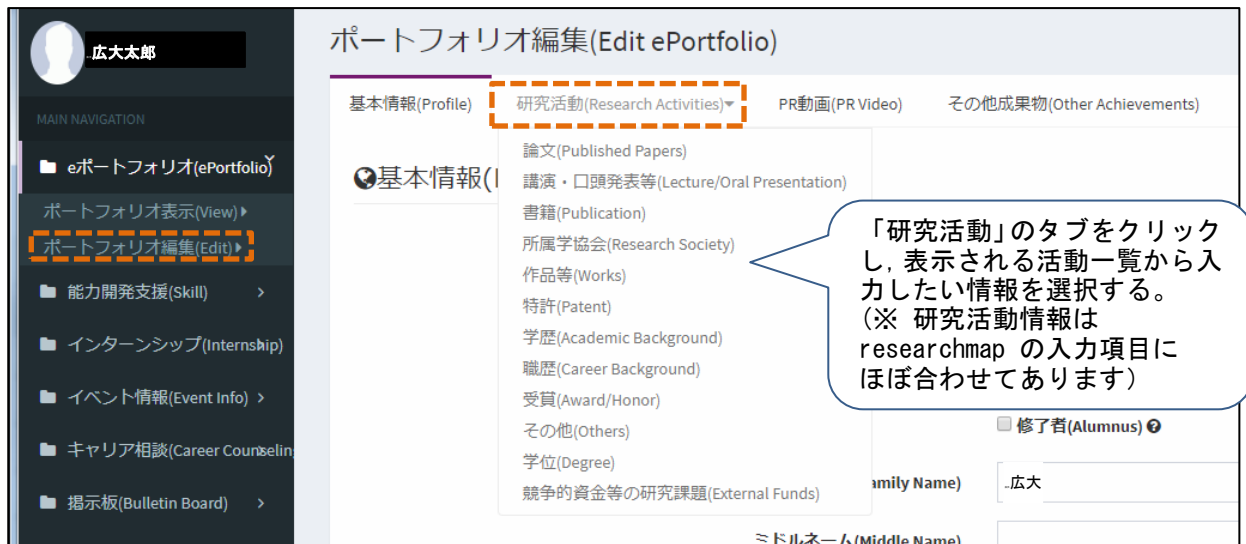 広大太郎
MAIN NAVIGATION
eポートフォリオ(ePortfolio)
ポートフォリオ表示(View)
ポートフォリオ編集(Edit)
能力開発支援(Skill)
インターンシップ(Internship)
イベント情報(Event Info)
キャリア相談(Career Counselin
掲示板(Bulletin Board)
ポートフォリオ編集(Edit ePortfolio)
基本情報(Profile) 研究活動(Research Activities) PR動画(PR Video) その他成果物(Other Achievements)
基本情報(
論文(Published Papers)
講演・口頭発表等(Lecture/Oral Presentation)
書籍(Publication)
所属学協会(Research Society)
作品等(Works)
特許(Patent)
学歴(Academic Background)
職歴(Career Background)
受賞(Award/Honor)
その他(Others)
学位(Degree)
競争的資金等の研究課題(External Funds)
「研究活動」のタブをクリック
し,表示される活動一覧から入
力したい情報を選択する。
(※ 研究活動情報は
researchmap の入力項目に
ほぼ合わせてあります)
修了者(Alumnus)
amily Name) 広大
ミドルネーム(Middle Name)